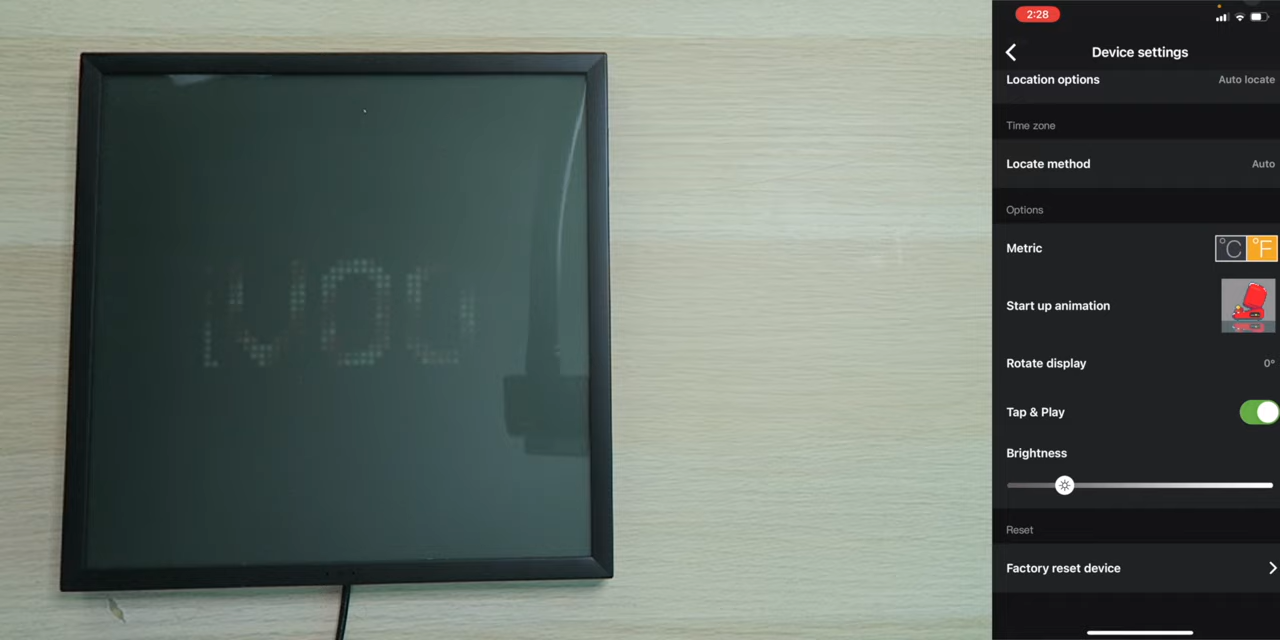 2:28
Device settings
Location options Auto locate
Time zone
Locate method Auto
Options
Metric °C °F
Start up animation
Rotate display 0°
Tap & Play
Brightness
Reset
Factory reset device